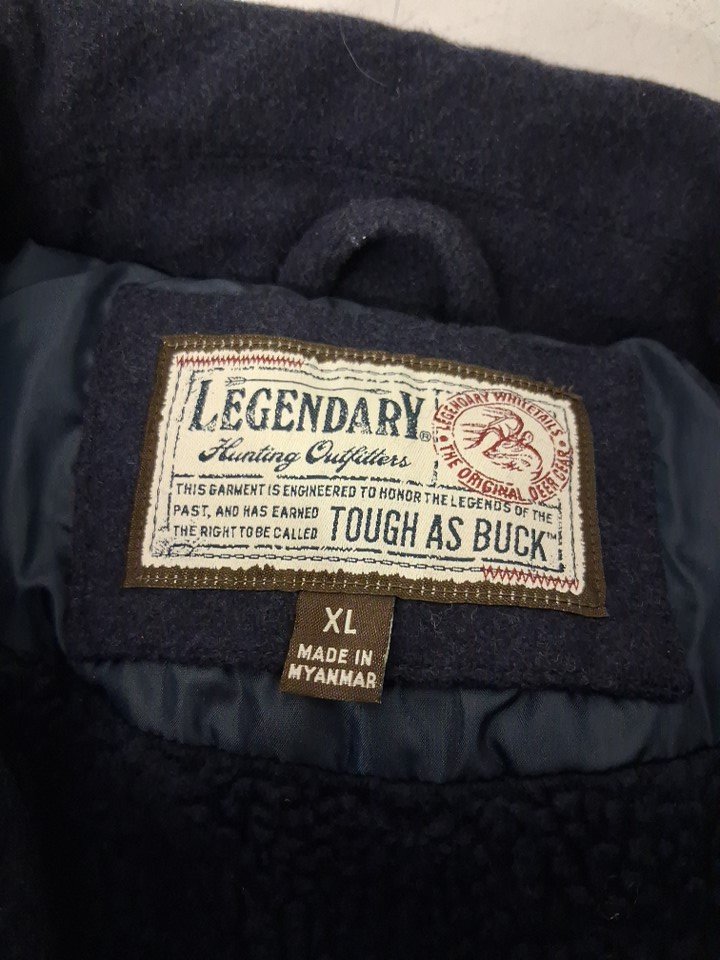 LEGENDARY®
Hunting Outfitters
LEGENDARY WHITETAILS
• THE ORIGINAL DEER GEAR •
THIS GARMENT IS ENGINEERED TO HONOR THE LEGENDS OF THE
PAST, AND HAS EARNED
THE RIGHT TO BE CALLED
TOUGH AS BUCK™
XL
MADE IN
MYANMAR